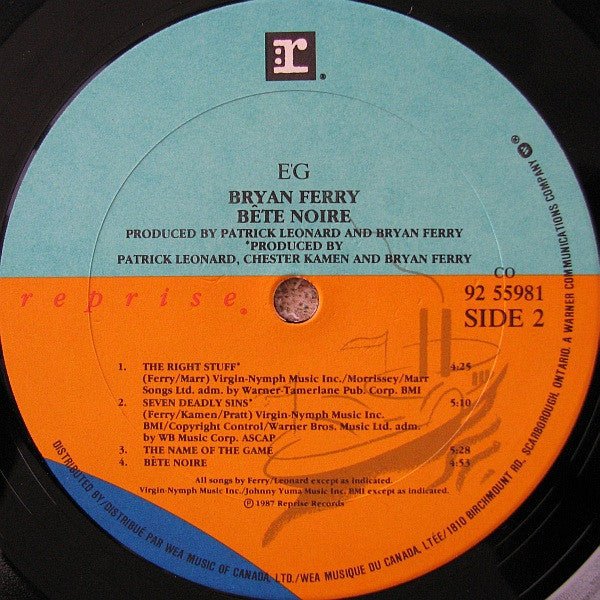 r
E'G
BRYAN FERRY
BÊTE NOIRE
PRODUCED BY PATRICK LEONARD AND BRYAN FERRY
*PRODUCED BY
PATRICK LEONARD, CHESTER KAMEN AND BRYAN FERRY
CO
reprise
92 55981
SIDE 2
1. THE RIGHT STUFF* 4:25
(Ferry/Marr) Virgin-Nymph Music Inc./Morrissey/Marr
Songs Ltd. adm. by Warner-Tamerlane Pub. Corp. BMI
2. SEVEN DEADLY SINS* 5:10
(Ferry/Kamen/Pratt) Virgin-Nymph Music Inc.
BMI/Copyright Control/Warner Bros. Music Ltd. adm.
by WB Music Corp. ASCAP
3. THE NAME OF THE GAME 5:28
4. BÊTE NOIRE 4:53
All songs by Ferry/Leonard except as indicated.
Virgin-Nymph Music Inc./Johnny Yuma Music Inc. BMI except as indicated.
℗ 1987 Reprise Records
DISTRIBUTED BY/DISTRIBUÉ PAR WEA MUSIC OF CANADA, LTD./WEA MUSIQUE DU CANADA, LTÉE/1810 BIRCHMOUNT RD, SCARBOROUGH, ONTARIO. A WARNER COMMUNICATIONS COMPANY